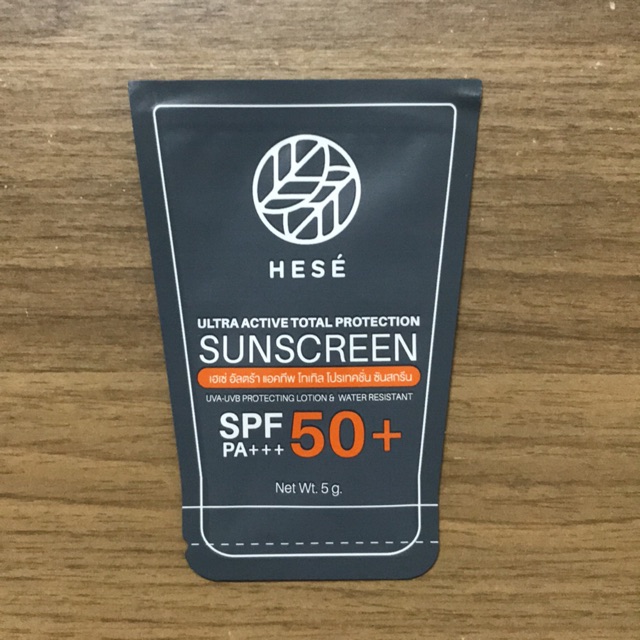 HESÉ
ULTRA ACTIVE TOTAL PROTECTION
SUNSCREEN
เฮเซ่ อัลตร้า แอคทีพ โทเทิล โปรเทคชั่น ซันสกรีน
UVA-UVB PROTECTING LOTION & WATER RESISTANT
SPF 50+
PA+++
Net Wt. 5 g.